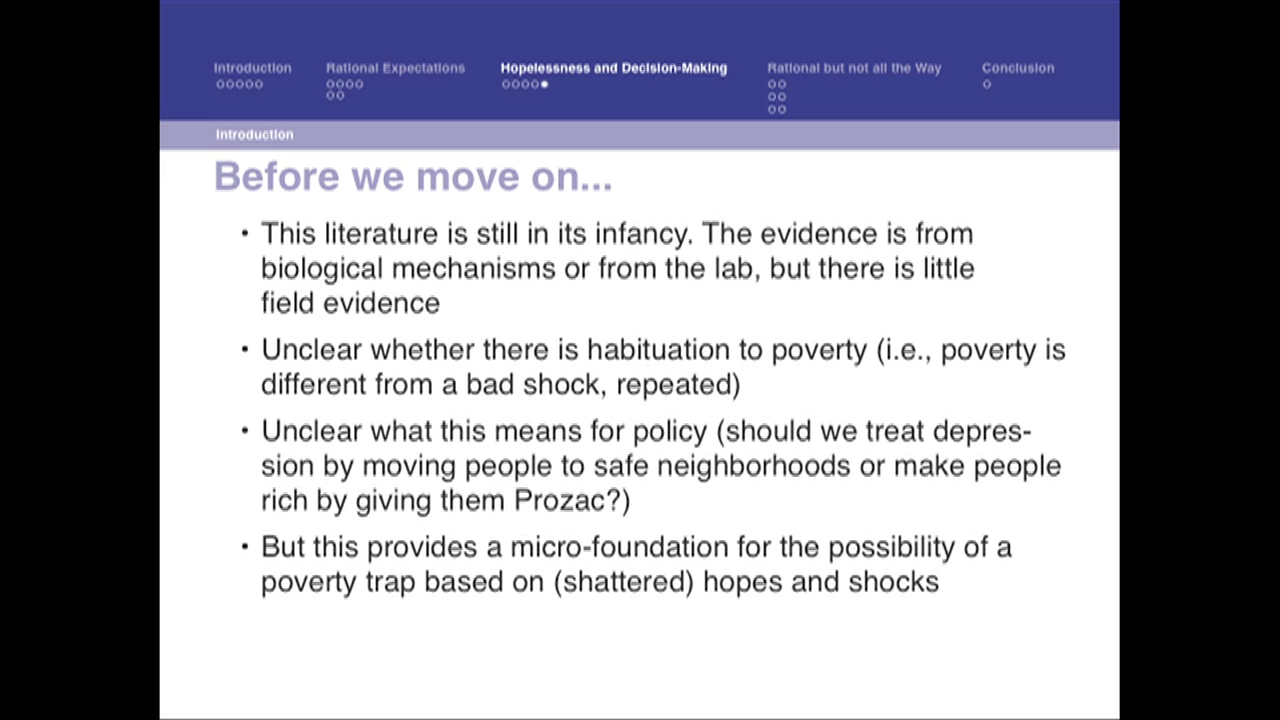 Introduction
Rational Expectations
Hopelessness and Decision-Making
Rational but not all the Way
Conclusion
Introduction
Before we move on...
• This literature is still in its infancy. The evidence is from
biological mechanisms or from the lab, but there is little
field evidence
• Unclear whether there is habituation to poverty (i.e., poverty is
different from a bad shock, repeated)
• Unclear what this means for policy (should we treat depres-
sion by moving people to safe neighborhoods or make people
rich by giving them Prozac?)
• But this provides a micro-foundation for the possibility of a
poverty trap based on (shattered) hopes and shocks